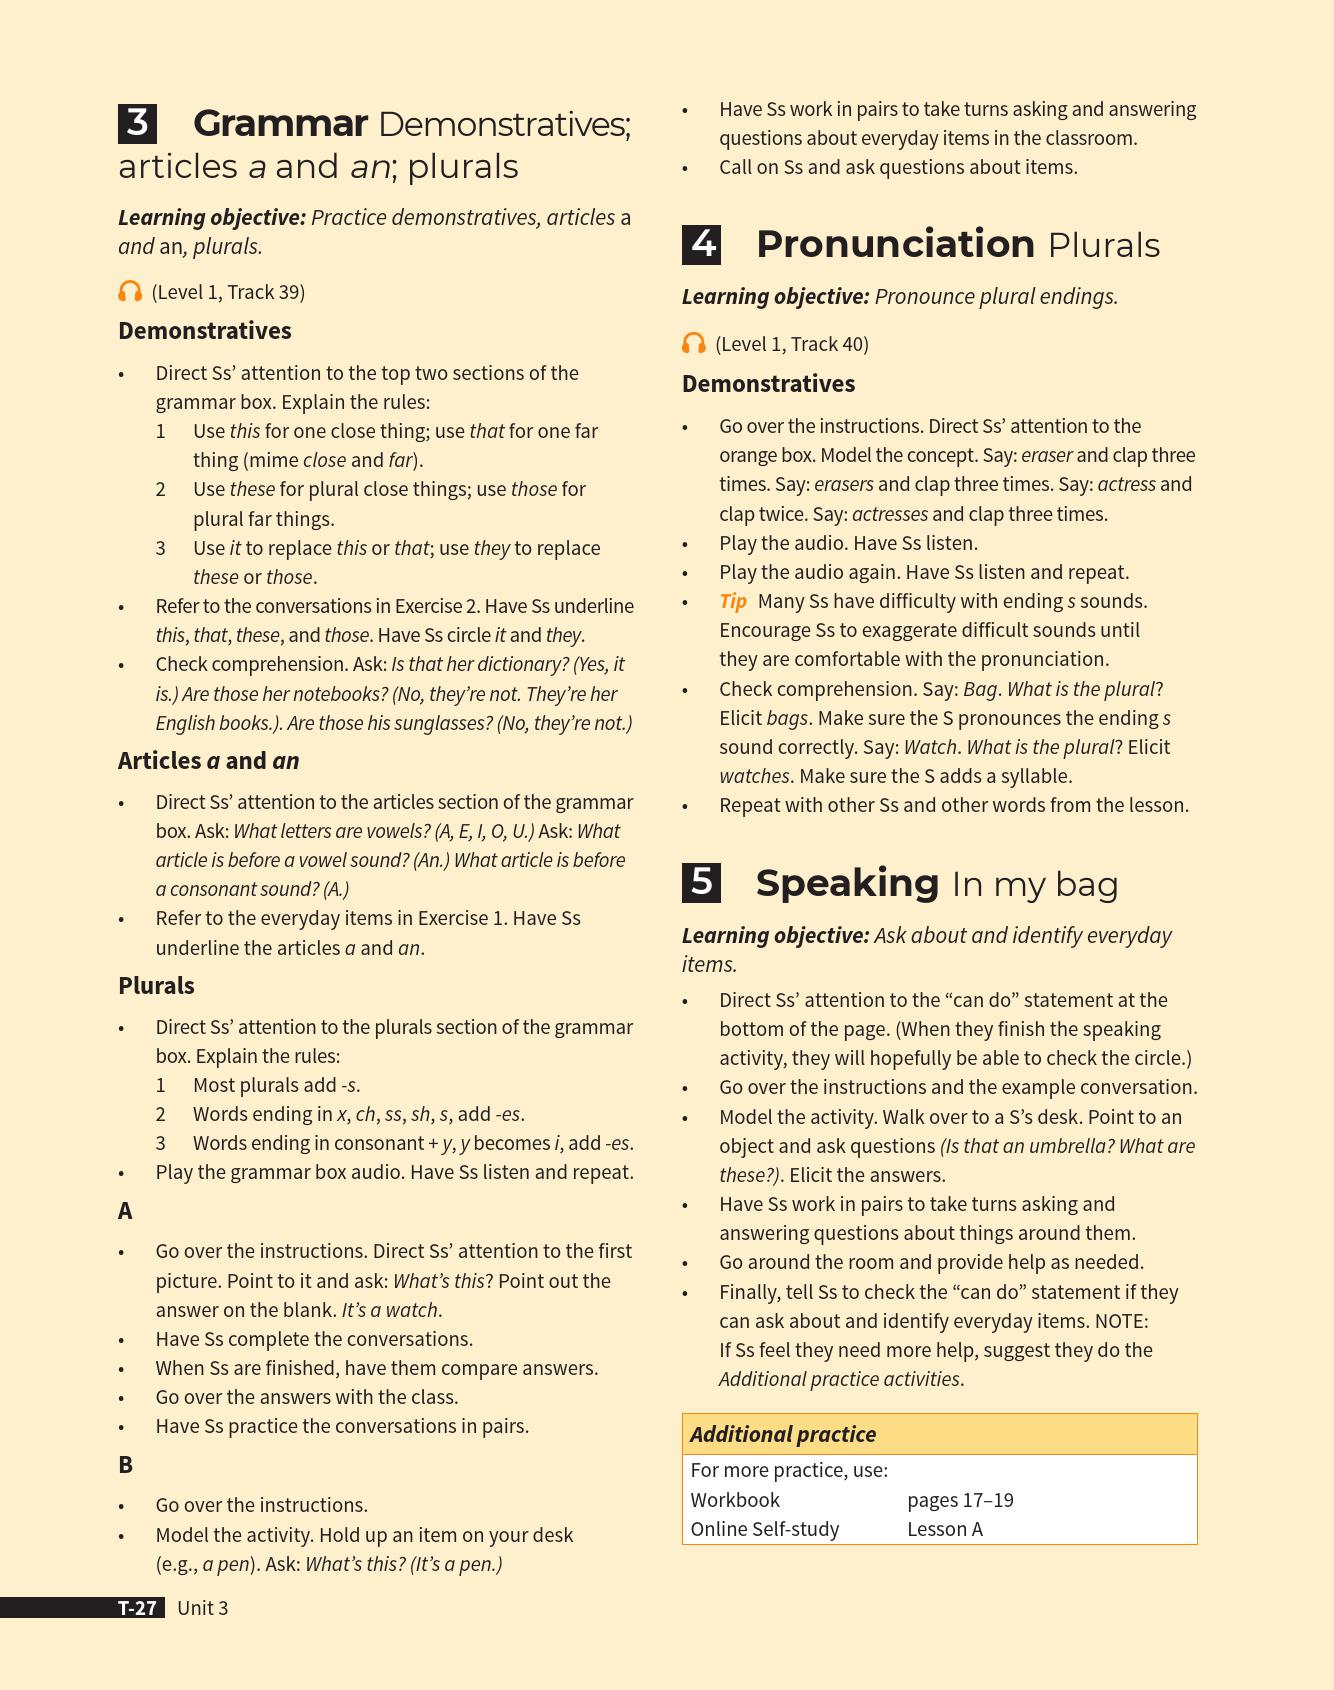 3 Grammar Demonstratives;
articles a and an; plurals
Learning objective: Practice demonstratives, articles a
and an, plurals.
(Level 1, Track 39)
Demonstratives
• Direct Ss’ attention to the top two sections of the
grammar box. Explain the rules:
1 Use this for one close thing; use that for one far
thing (mime close and far).
2 Use these for plural close things; use those for
plural far things.
3 Use it to replace this or that; use they to replace
these or those.
• Refer to the conversations in Exercise 2. Have Ss underline
this, that, these, and those. Have Ss circle it and they.
• Check comprehension. Ask: Is that her dictionary? (Yes, it
is.) Are those her notebooks? (No, they’re not. They’re her
English books.). Are those his sunglasses? (No, they’re not.)
Articles a and an
• Direct Ss’ attention to the articles section of the grammar
box. Ask: What letters are vowels? (A, E, I, O, U.) Ask: What
article is before a vowel sound? (An.) What article is before
a consonant sound? (A.)
• Refer to the everyday items in Exercise 1. Have Ss
underline the articles a and an.
Plurals
• Direct Ss’ attention to the plurals section of the grammar
box. Explain the rules:
1 Most plurals add -s.
2 Words ending in x, ch, ss, sh, s, add -es.
3 Words ending in consonant + y, y becomes i, add -es.
• Play the grammar box audio. Have Ss listen and repeat.
A
• Go over the instructions. Direct Ss’ attention to the first
picture. Point to it and ask: What’s this? Point out the
answer on the blank. It’s a watch.
• Have Ss complete the conversations.
• When Ss are finished, have them compare answers.
• Go over the answers with the class.
• Have Ss practice the conversations in pairs.
B
• Go over the instructions.
• Model the activity. Hold up an item on your desk
(e.g., a pen). Ask: What’s this? (It’s a pen.)
• Have Ss work in pairs to take turns asking and answering
questions about everyday items in the classroom.
• Call on Ss and ask questions about items.
4 Pronunciation Plurals
Learning objective: Pronounce plural endings.
(Level 1, Track 40)
Demonstratives
• Go over the instructions. Direct Ss’ attention to the
orange box. Model the concept. Say: eraser and clap three
times. Say: erasers and clap three times. Say: actress and
clap twice. Say: actresses and clap three times.
• Play the audio. Have Ss listen.
• Play the audio again. Have Ss listen and repeat.
• Tip Many Ss have difficulty with ending s sounds.
Encourage Ss to exaggerate difficult sounds until
they are comfortable with the pronunciation.
• Check comprehension. Say: Bag. What is the plural?
Elicit bags. Make sure the S pronounces the ending s
sound correctly. Say: Watch. What is the plural? Elicit
watches. Make sure the S adds a syllable.
• Repeat with other Ss and other words from the lesson.
5 Speaking In my bag
Learning objective: Ask about and identify everyday
items.
• Direct Ss’ attention to the “can do” statement at the
bottom of the page. (When they finish the speaking
activity, they will hopefully be able to check the circle.)
• Go over the instructions and the example conversation.
• Model the activity. Walk over to a S’s desk. Point to an
object and ask questions (Is that an umbrella? What are
these?). Elicit the answers.
• Have Ss work in pairs to take turns asking and
answering questions about things around them.
• Go around the room and provide help as needed.
• Finally, tell Ss to check the “can do” statement if they
can ask about and identify everyday items. NOTE:
If Ss feel they need more help, suggest they do the
Additional practice activities.
Additional practice
For more practice, use:
Workbook pages 17–19
Online Self-study Lesson A
T-27 Unit 3